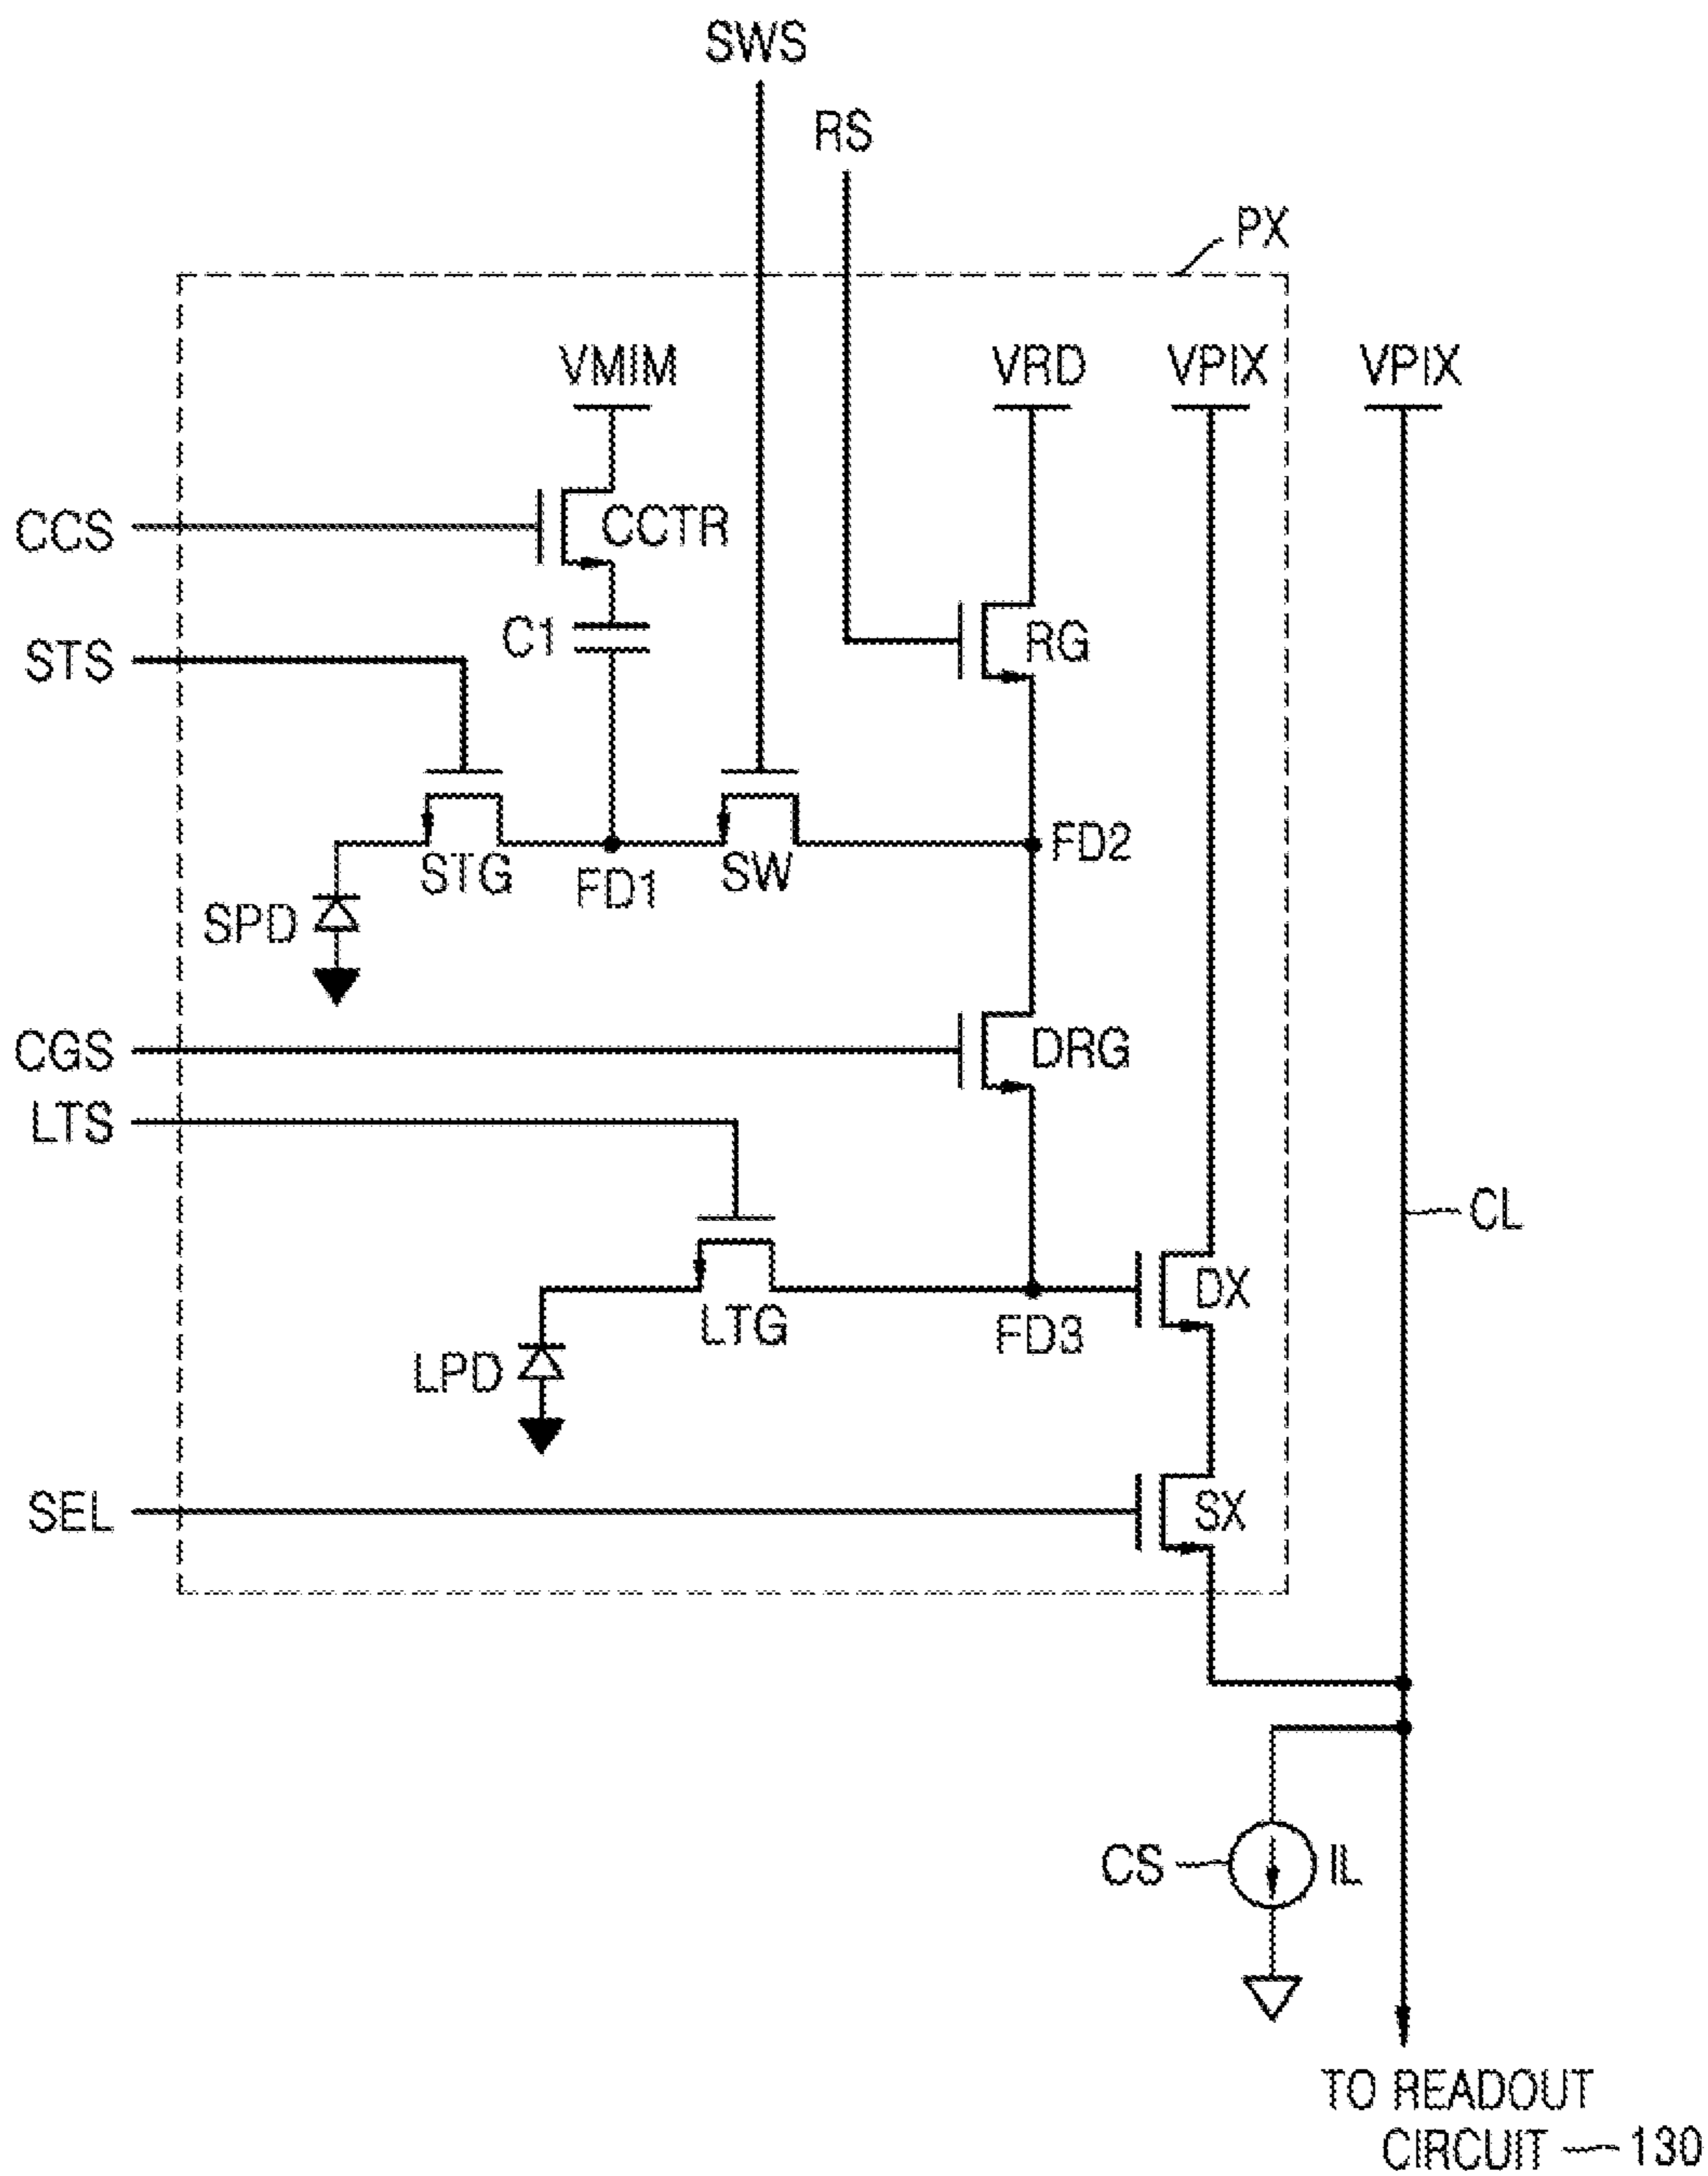 SWS
RS
PX
VMIM
VRD
VPIX
VPIX
CCS
CCTR
C1
STS
RG
STG
FD1
SW
FD2
SPD
CGS
DRG
LTS
CL
LTG
FD3
DX
LPD
SEL
SX
CS
IL
TO READOUT
CIRCUIT
130